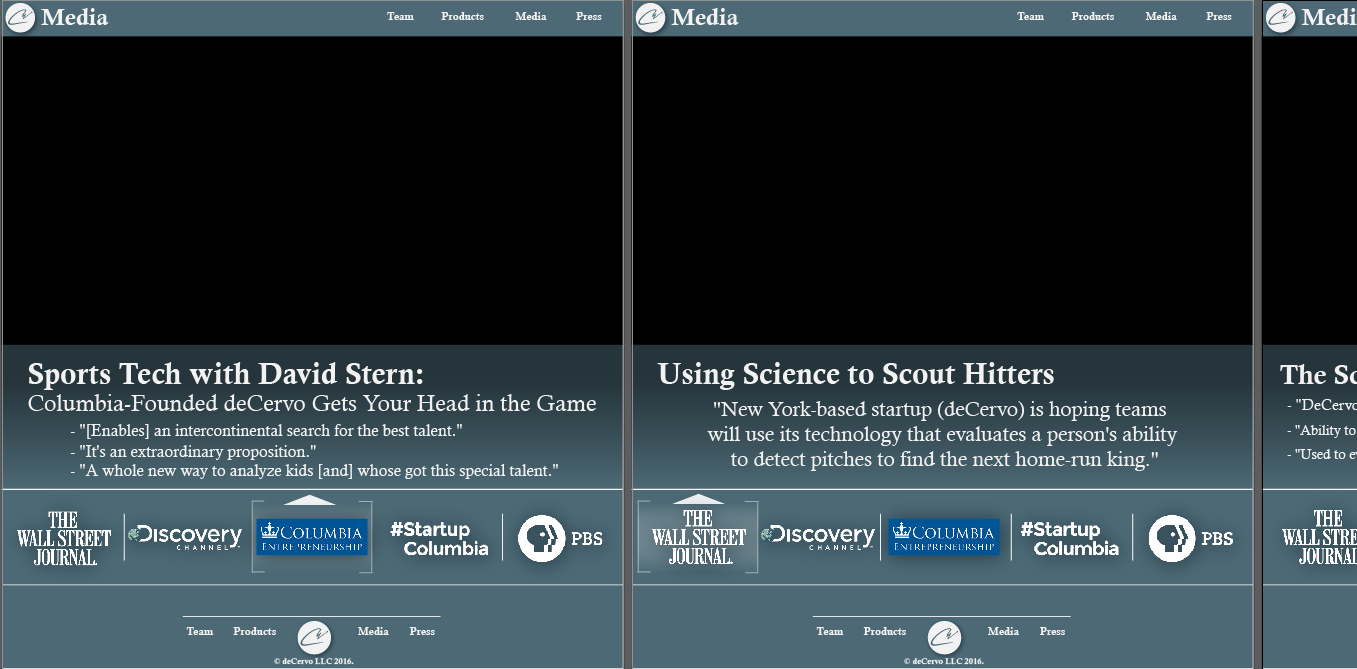 Media
Team Products Media Press
Sports Tech with David Stern:
Columbia-Founded deCervo Gets Your Head in the Game
- "[Enables] an intercontinental search for the best talent."
- "It's an extraordinary proposition."
- "A whole new way to analyze kids [and] whose got this special talent."
THE
WALL STREET
JOURNAL.
Discovery
CHANNEL
COLUMBIA
ENTREPRENEURSHIP
#Startup
Columbia
PBS
Team Products Media Press
© deCervo LLC 2016.
Media
Team Products Media Press
Using Science to Scout Hitters
"New York-based startup (deCervo) is hoping teams
will use its technology that evaluates a person's ability
to detect pitches to find the next home-run king."
THE
WALL STREET
JOURNAL.
Discovery
CHANNEL
COLUMBIA
ENTREPRENEURSHIP
#Startup
Columbia
PBS
Team Products Media Press
© deCervo LLC 2016.
Medi
The Sc
- "DeCervo
- "Ability to
- "Used to ev
THE
WALL STREE
JOURNAL